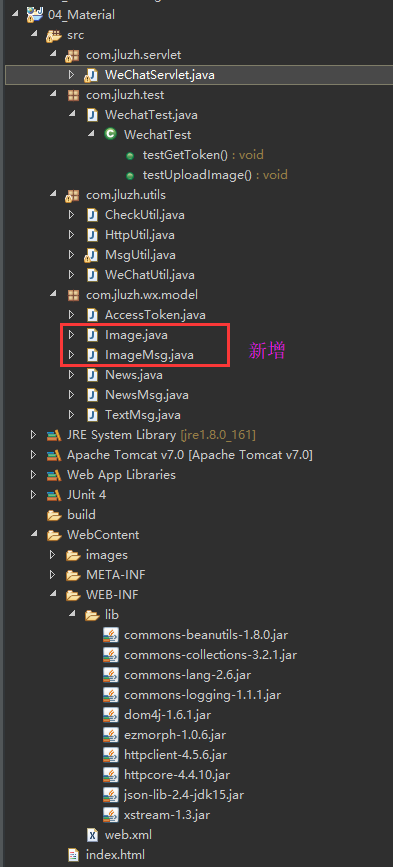 04_Material
src
com.jluzh.servlet
WeChatServlet.java
com.jluzh.test
WechatTest.java
WechatTest
testGetToken() : void
testUploadImage() : void
com.jluzh.utils
CheckUtil.java
HttpUtil.java
MsgUtil.java
WeChatUtil.java
com.jluzh.wx.model
AccessToken.java
Image.java
ImageMsg.java
新增
News.java
NewsMsg.java
TextMsg.java
JRE System Library [jre1.8.0_161]
Apache Tomcat v7.0 [Apache Tomcat v7.0]
Web App Libraries
JUnit 4
build
WebContent
images
META-INF
WEB-INF
lib
commons-beanutils-1.8.0.jar
commons-collections-3.2.1.jar
commons-lang-2.6.jar
commons-logging-1.1.1.jar
dom4j-1.6.1.jar
ezmorph-1.0.6.jar
httpclient-4.5.6.jar
httpcore-4.4.10.jar
json-lib-2.4-jdk15.jar
xstream-1.3.jar
web.xml
index.html